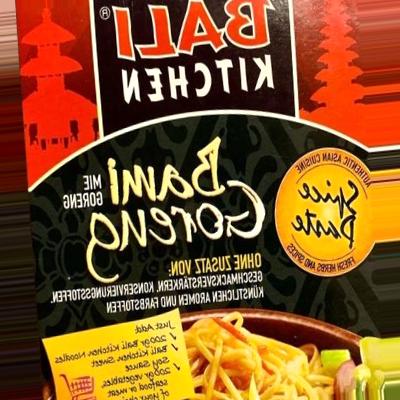 BALI®
KITCHEN
MIE
GORENG
Bami
Goreng
AUTHENTIC ASIAN CUISINE
Spice
Paste
FRESH HERBS AND SPICES
OHNE ZUSATZ VON:
GESCHMACKSVERSTÄRKERN, KONSERVIERUNGSSTOFFEN,
KÜNSTLICHEN AROMEN UND FARBSTOFFEN
Just Add:
✓ 200gr Bali Kitchen Noodles
✓ Bali Kitchen Sweet
Soy Sauce
✓ 200gr vegetables,
seafood or meat